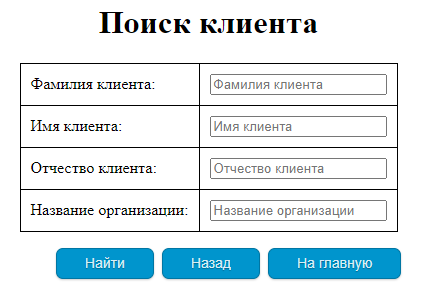 Поиск клиента
Фамилия клиента: Фамилия клиента
Имя клиента: Имя клиента
Отчество клиента: Отчество клиента
Название организации: Название организации
Найти Назад На главную